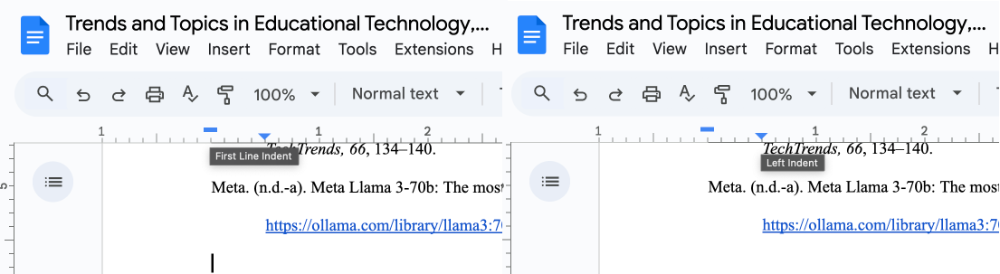 Trends and Topics in Educational Technology,...
File Edit View Insert Format Tools Extensions H
100% Normal text
1 1 2
TechTrends, 66, 134–140.
First Line Indent
Meta. (n.d.-a). Meta Llama 3-70b: The most
https://ollama.com/library/llama3:70
5
Trends and Topics in Educational Technology,...
File Edit View Insert Format Tools Extensions H
100% Normal text
1 1 2
TechTrends, 66, 134–140.
Left Indent
Meta. (n.d.-a). Meta Llama 3-70b: The most
https://ollama.com/library/llama3:7